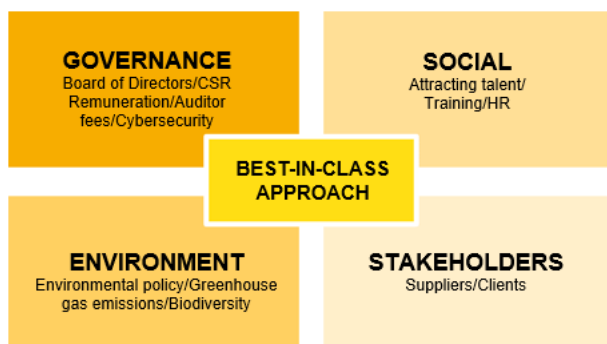 GOVERNANCE
Board of Directors/CSR
Remuneration/Auditor
fees/Cybersecurity
SOCIAL
Attracting talent/
Training/HR
BEST-IN-CLASS
APPROACH
ENVIRONMENT
Environmental policy/Greenhouse
gas emissions/Biodiversity
STAKEHOLDERS
Suppliers/Clients